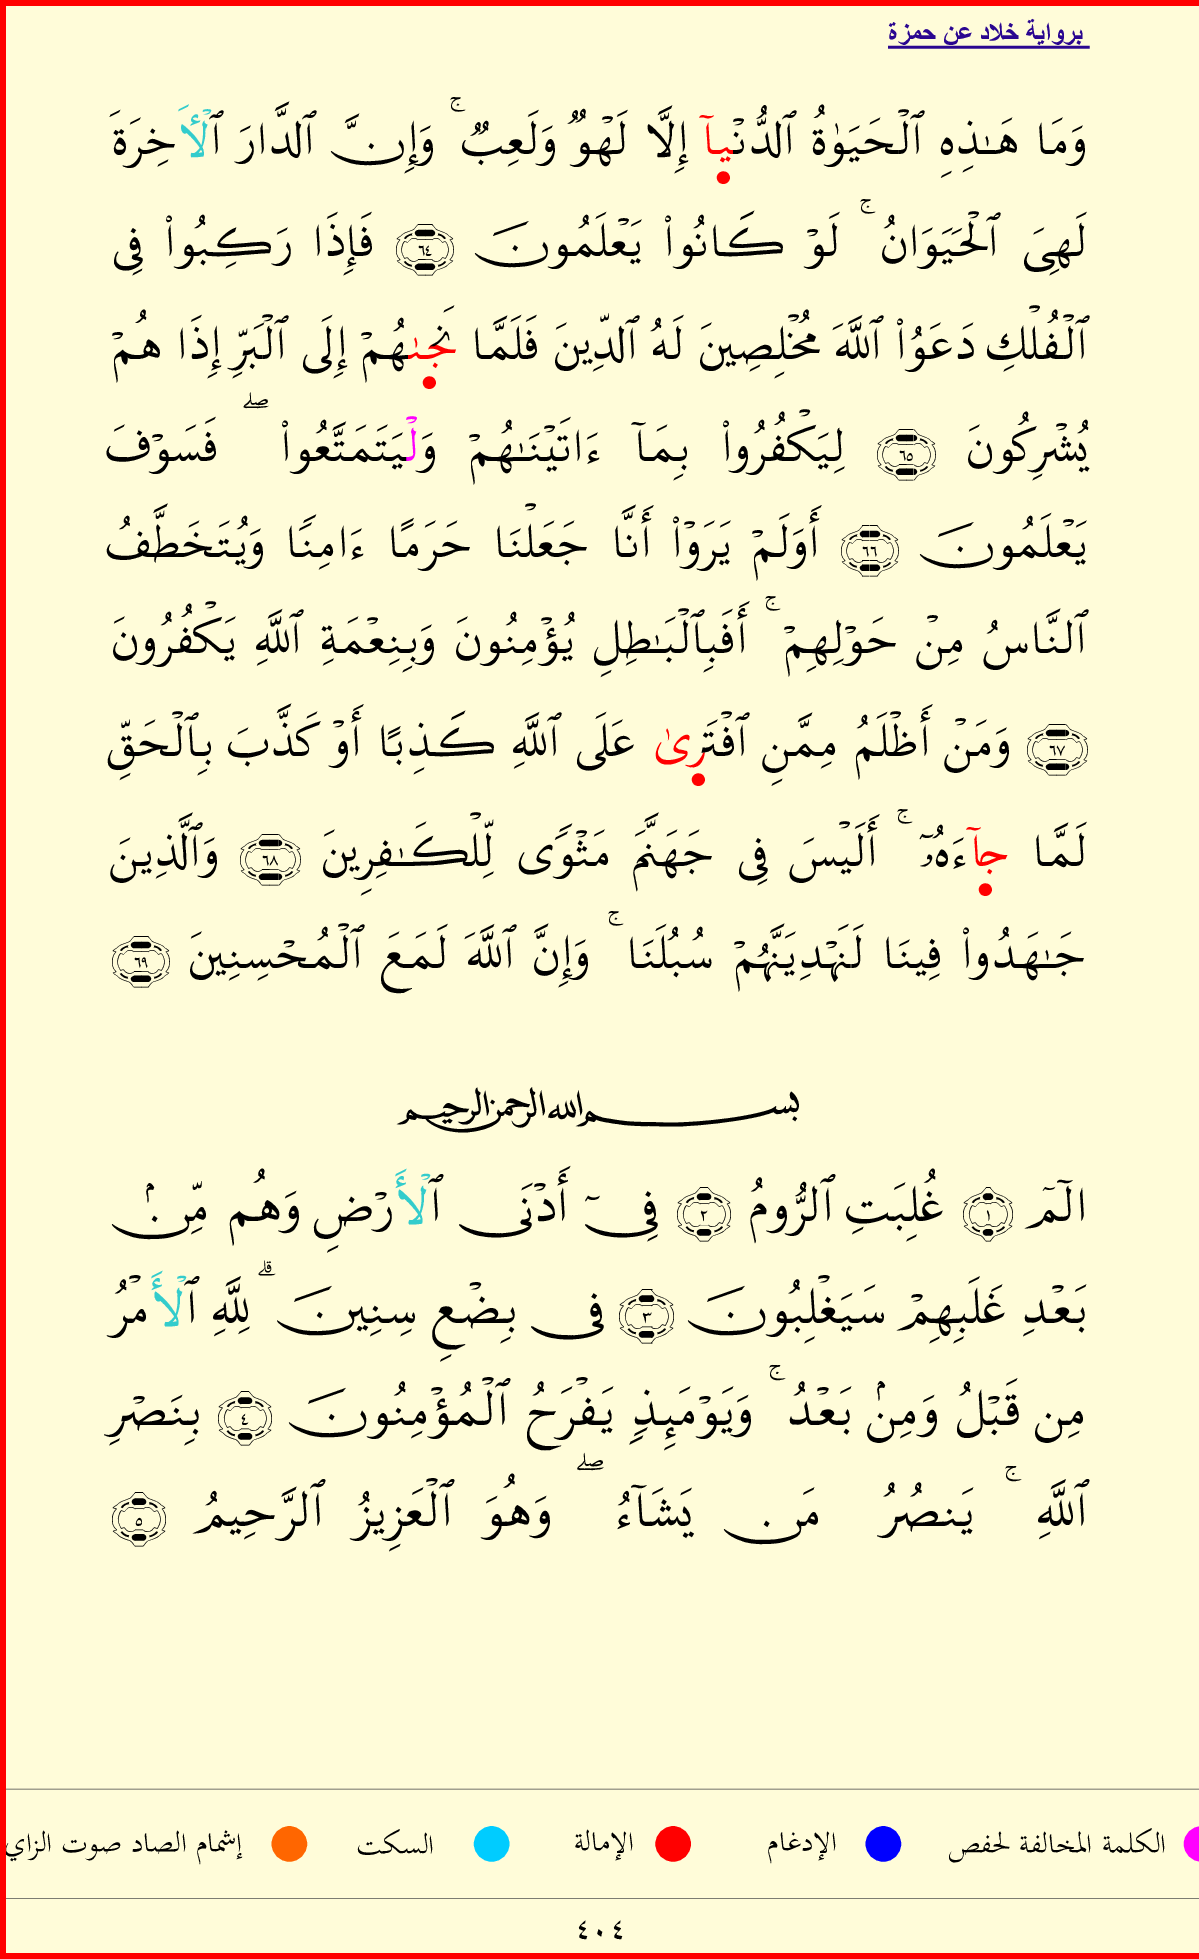 برواية خلاد عن حمزة
وَمَا هَـٰذِهِ ٱلْحَيَوٰةُ ٱلدُّنْيآ إِلَّا لَهْوٌ وَلَعِبٌ ۚ وَإِنَّ ٱلدَّارَ ٱلْأَخِرَةَ
لَهِىَ ٱلْحَيَوَانُ ۚ لَوْ كَانُوا۟ يَعْلَمُونَ ٦٤ فَإِذَا رَكِبُوا۟ فِى
ٱلْفُلْكِ دَعَوُا۟ ٱللَّهَ مُخْلِصِينَ لَهُ ٱلدِّينَ فَلَمَّا نَجىٰهُمْ إِلَى ٱلْبَرِّ إِذَا هُمْ
يُشْرِكُونَ ٦٥ لِيَكْفُرُوا۟ بِمَآ ءَاتَيْنَـٰهُمْ وَلْيَتَمَتَّعُوا۟ ۖ فَسَوْفَ
يَعْلَمُونَ ٦٦ أَوَلَمْ يَرَوْا۟ أَنَّا جَعَلْنَا حَرَمًا ءَامِنًا وَيُتَخَطَّفُ
ٱلنَّاسُ مِنْ حَوْلِهِمْ ۚ أَفَبِٱلْبَـٰطِلِ يُؤْمِنُونَ وَبِنِعْمَةِ ٱللَّهِ يَكْفُرُونَ
٦٧ وَمَنْ أَظْلَمُ مِمَّنِ ٱفْتَرِىٰ عَلَى ٱللَّهِ كَذِبًا أَوْ كَذَّبَ بِٱلْحَقِّ
لَمَّا جآءَهُۥٓ ۚ أَلَيْسَ فِى جَهَنَّمَ مَثْوًى لِّلْكَـٰفِرِينَ ٦٨ وَٱلَّذِينَ
جَـٰهَدُوا۟ فِينَا لَنَهْدِيَنَّهُمْ سُبُلَنَا ۚ وَإِنَّ ٱللَّهَ لَمَعَ ٱلْمُحْسِنِينَ ٦٩
بسم الله الرحمن الرحيم
الٓمٓ ١ غُلِبَتِ ٱلرُّومُ ٢ فِىٓ أَدْنَى ٱلْأَرْضِ وَهُم مِّنۢ
بَعْدِ غَلَبِهِمْ سَيَغْلِبُونَ ٣ فِى بِضْعِ سِنِينَ ۗ لِلَّهِ ٱلْأَمْرُ
مِن قَبْلُ وَمِنۢ بَعْدُ ۚ وَيَوْمَئِذٍ يَفْرَحُ ٱلْمُؤْمِنُونَ ٤ بِنَصْرِ
ٱللَّهِ ۚ يَنصُرُ مَن يَشَآءُ ۖ وَهُوَ ٱلْعَزِيزُ ٱلرَّحِيمُ ٥
الكلمة المخالفة لحفص الإدغام الإمالة السكت إشمام الصاد صوت الزاي
٤٠٤